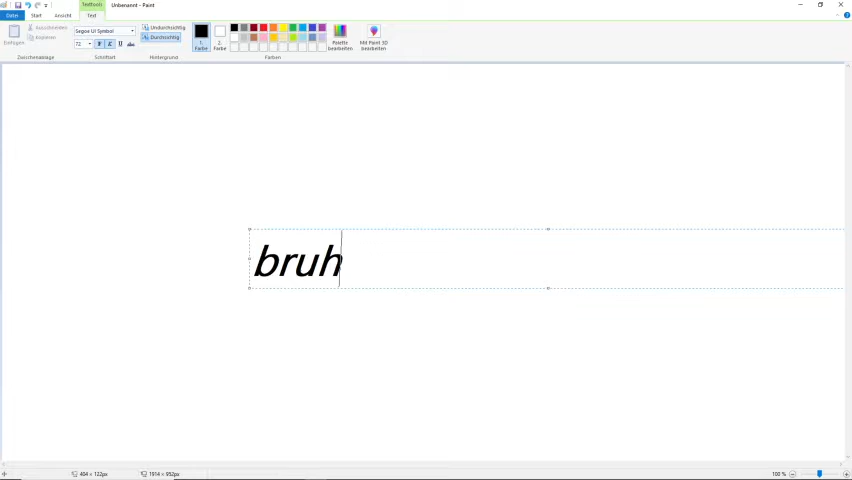 Texttools
Unbenannt - Paint
Datei
Start
Ansicht
Text
Einfügen
Ausschneiden
Kopieren
Zwischenablage
Segoe UI Symbol
72
F
K
U
abc
Schriftart
Undurchsichtig
Durchsichtig
Hintergrund
1.
Farbe
2.
Farbe
Palette
bearbeiten
Farben
Mit Paint 3D
bearbeiten
bruh
404 × 122px
1914 × 952px
100 %